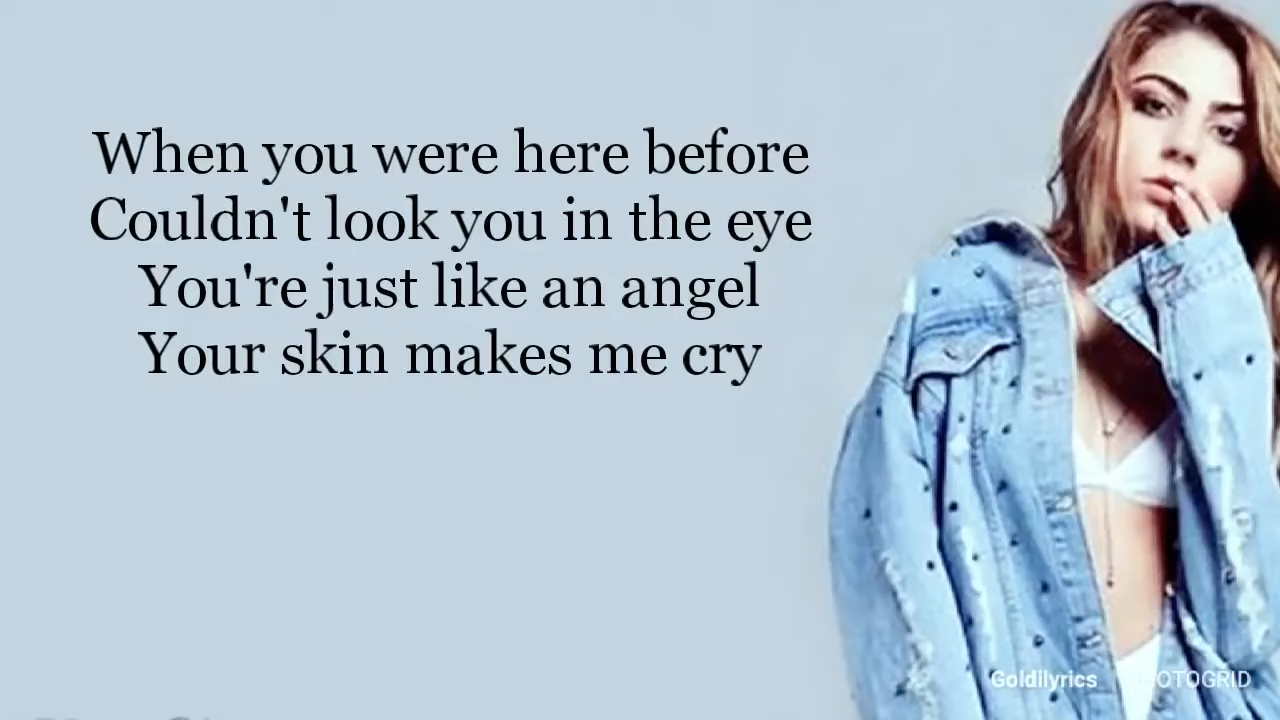 When you were here before
Couldn't look you in the eye
You're just like an angel
Your skin makes me cry
Goldilyrics
OTOGRID